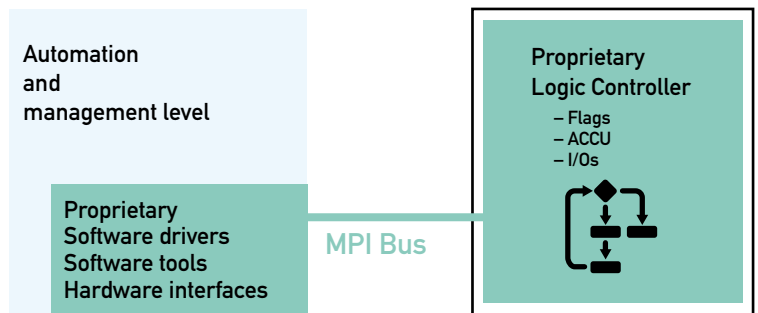 Automation
and
management level
Proprietary
Software drivers
Software tools
Hardware interfaces
MPI Bus
Proprietary
Logic Controller
– Flags
– ACCU
– I/Os